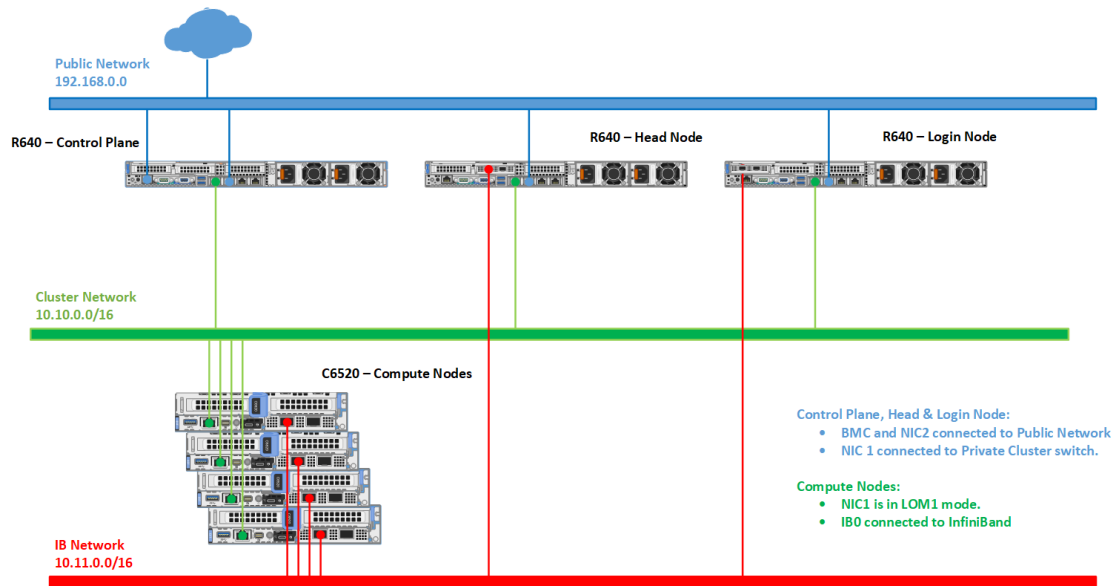 Public Network
192.168.0.0
R640 – Control Plane
R640 – Head Node
R640 – Login Node
Cluster Network
10.10.0.0/16
C6520 – Compute Nodes
Control Plane, Head & Login Node:
• BMC and NIC2 connected to Public Network
• NIC 1 connected to Private Cluster switch.
Compute Nodes:
• NIC1 is in LOM1 mode.
• IB0 connected to InfiniBand
IB Network
10.11.0.0/16